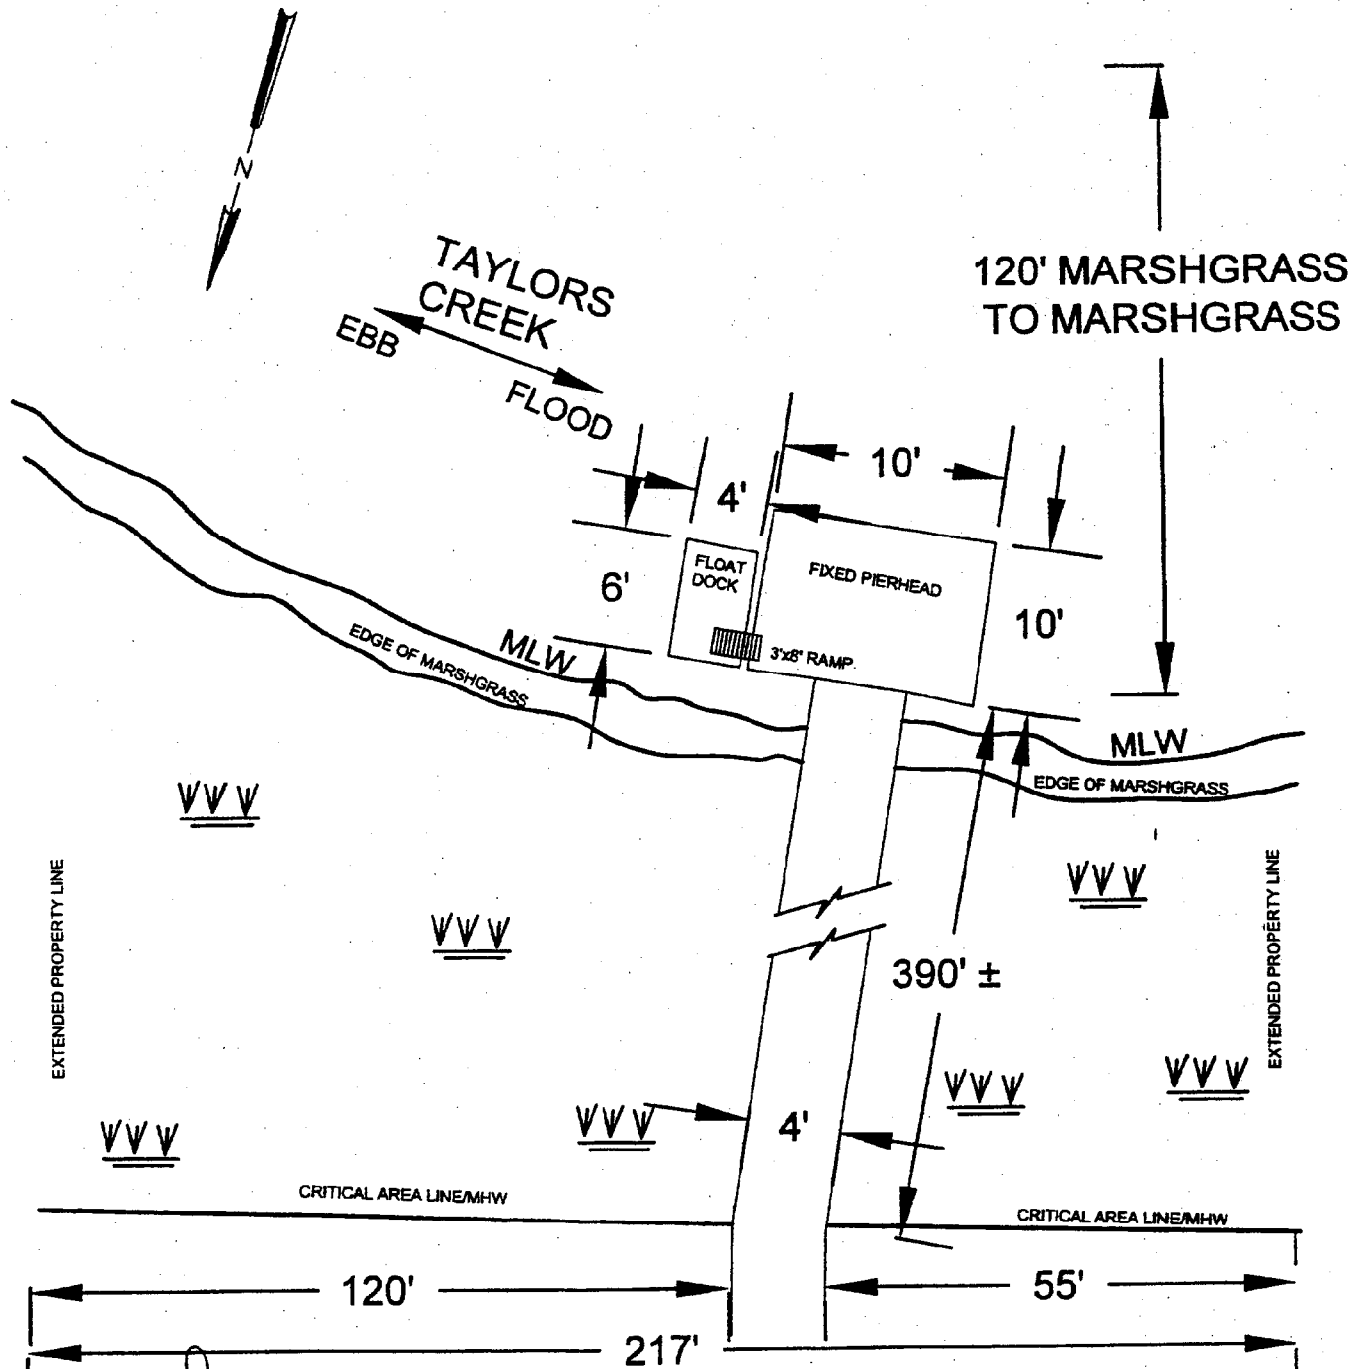 N
TAYLORS
CREEK
EBB
FLOOD
120' MARSHGRASS
TO MARSHGRASS
10'
4'
FLOAT
DOCK
FIXED PIERHEAD
6'
10'
3'x8' RAMP
MLW
EDGE OF MARSHGRASS
MLW
EDGE OF MARSHGRASS
EXTENDED PROPERTY LINE
EXTENDED PROPERTY LINE
390' ±
4'
CRITICAL AREA LINE/MHW
CRITICAL AREA LINE/MHW
120'
55'
217'